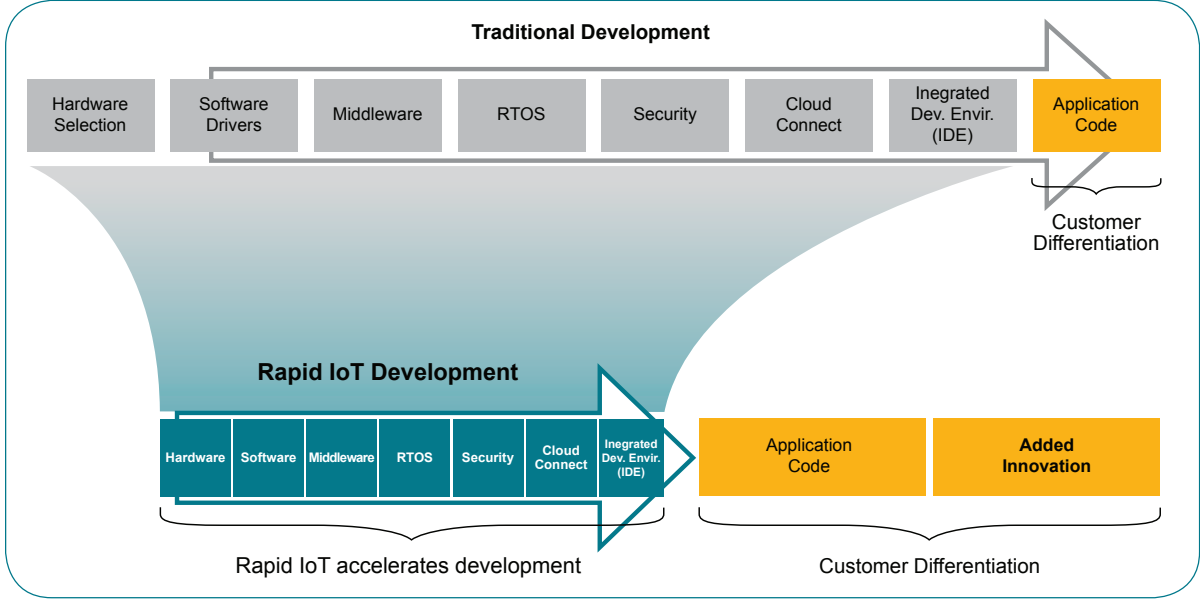 Traditional Development
Hardware
Selection
Software
Drivers
Middleware
RTOS
Security
Cloud
Connect
Inegrated
Dev. Envir.
(IDE)
Application
Code
Customer
Differentiation
Rapid IoT Development
Hardware
Software
Middleware
RTOS
Security
Cloud
Connect
Inegrated
Dev. Envir.
(IDE)
Application
Code
Added
Innovation
Rapid IoT accelerates development
Customer Differentiation